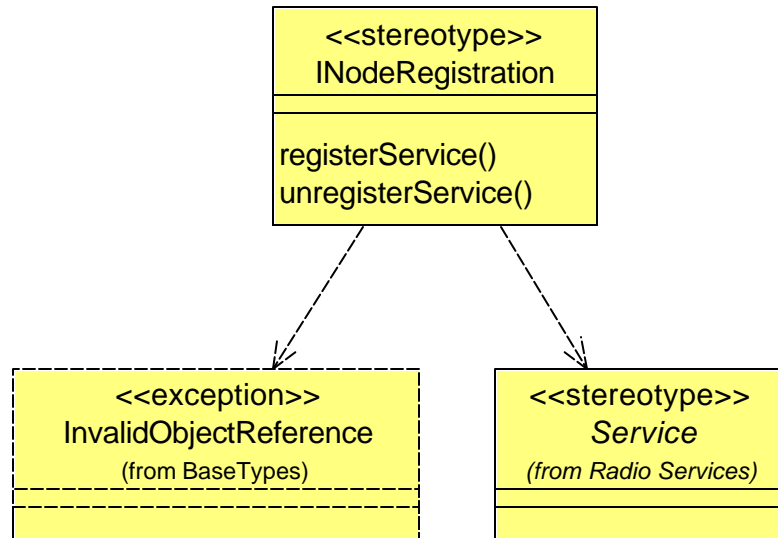 <<stereotype>>
INodeRegistration
registerService()
unregisterService()
<<exception>>
InvalidObjectReference
(from BaseTypes)
<<stereotype>>
Service
(from Radio Services)